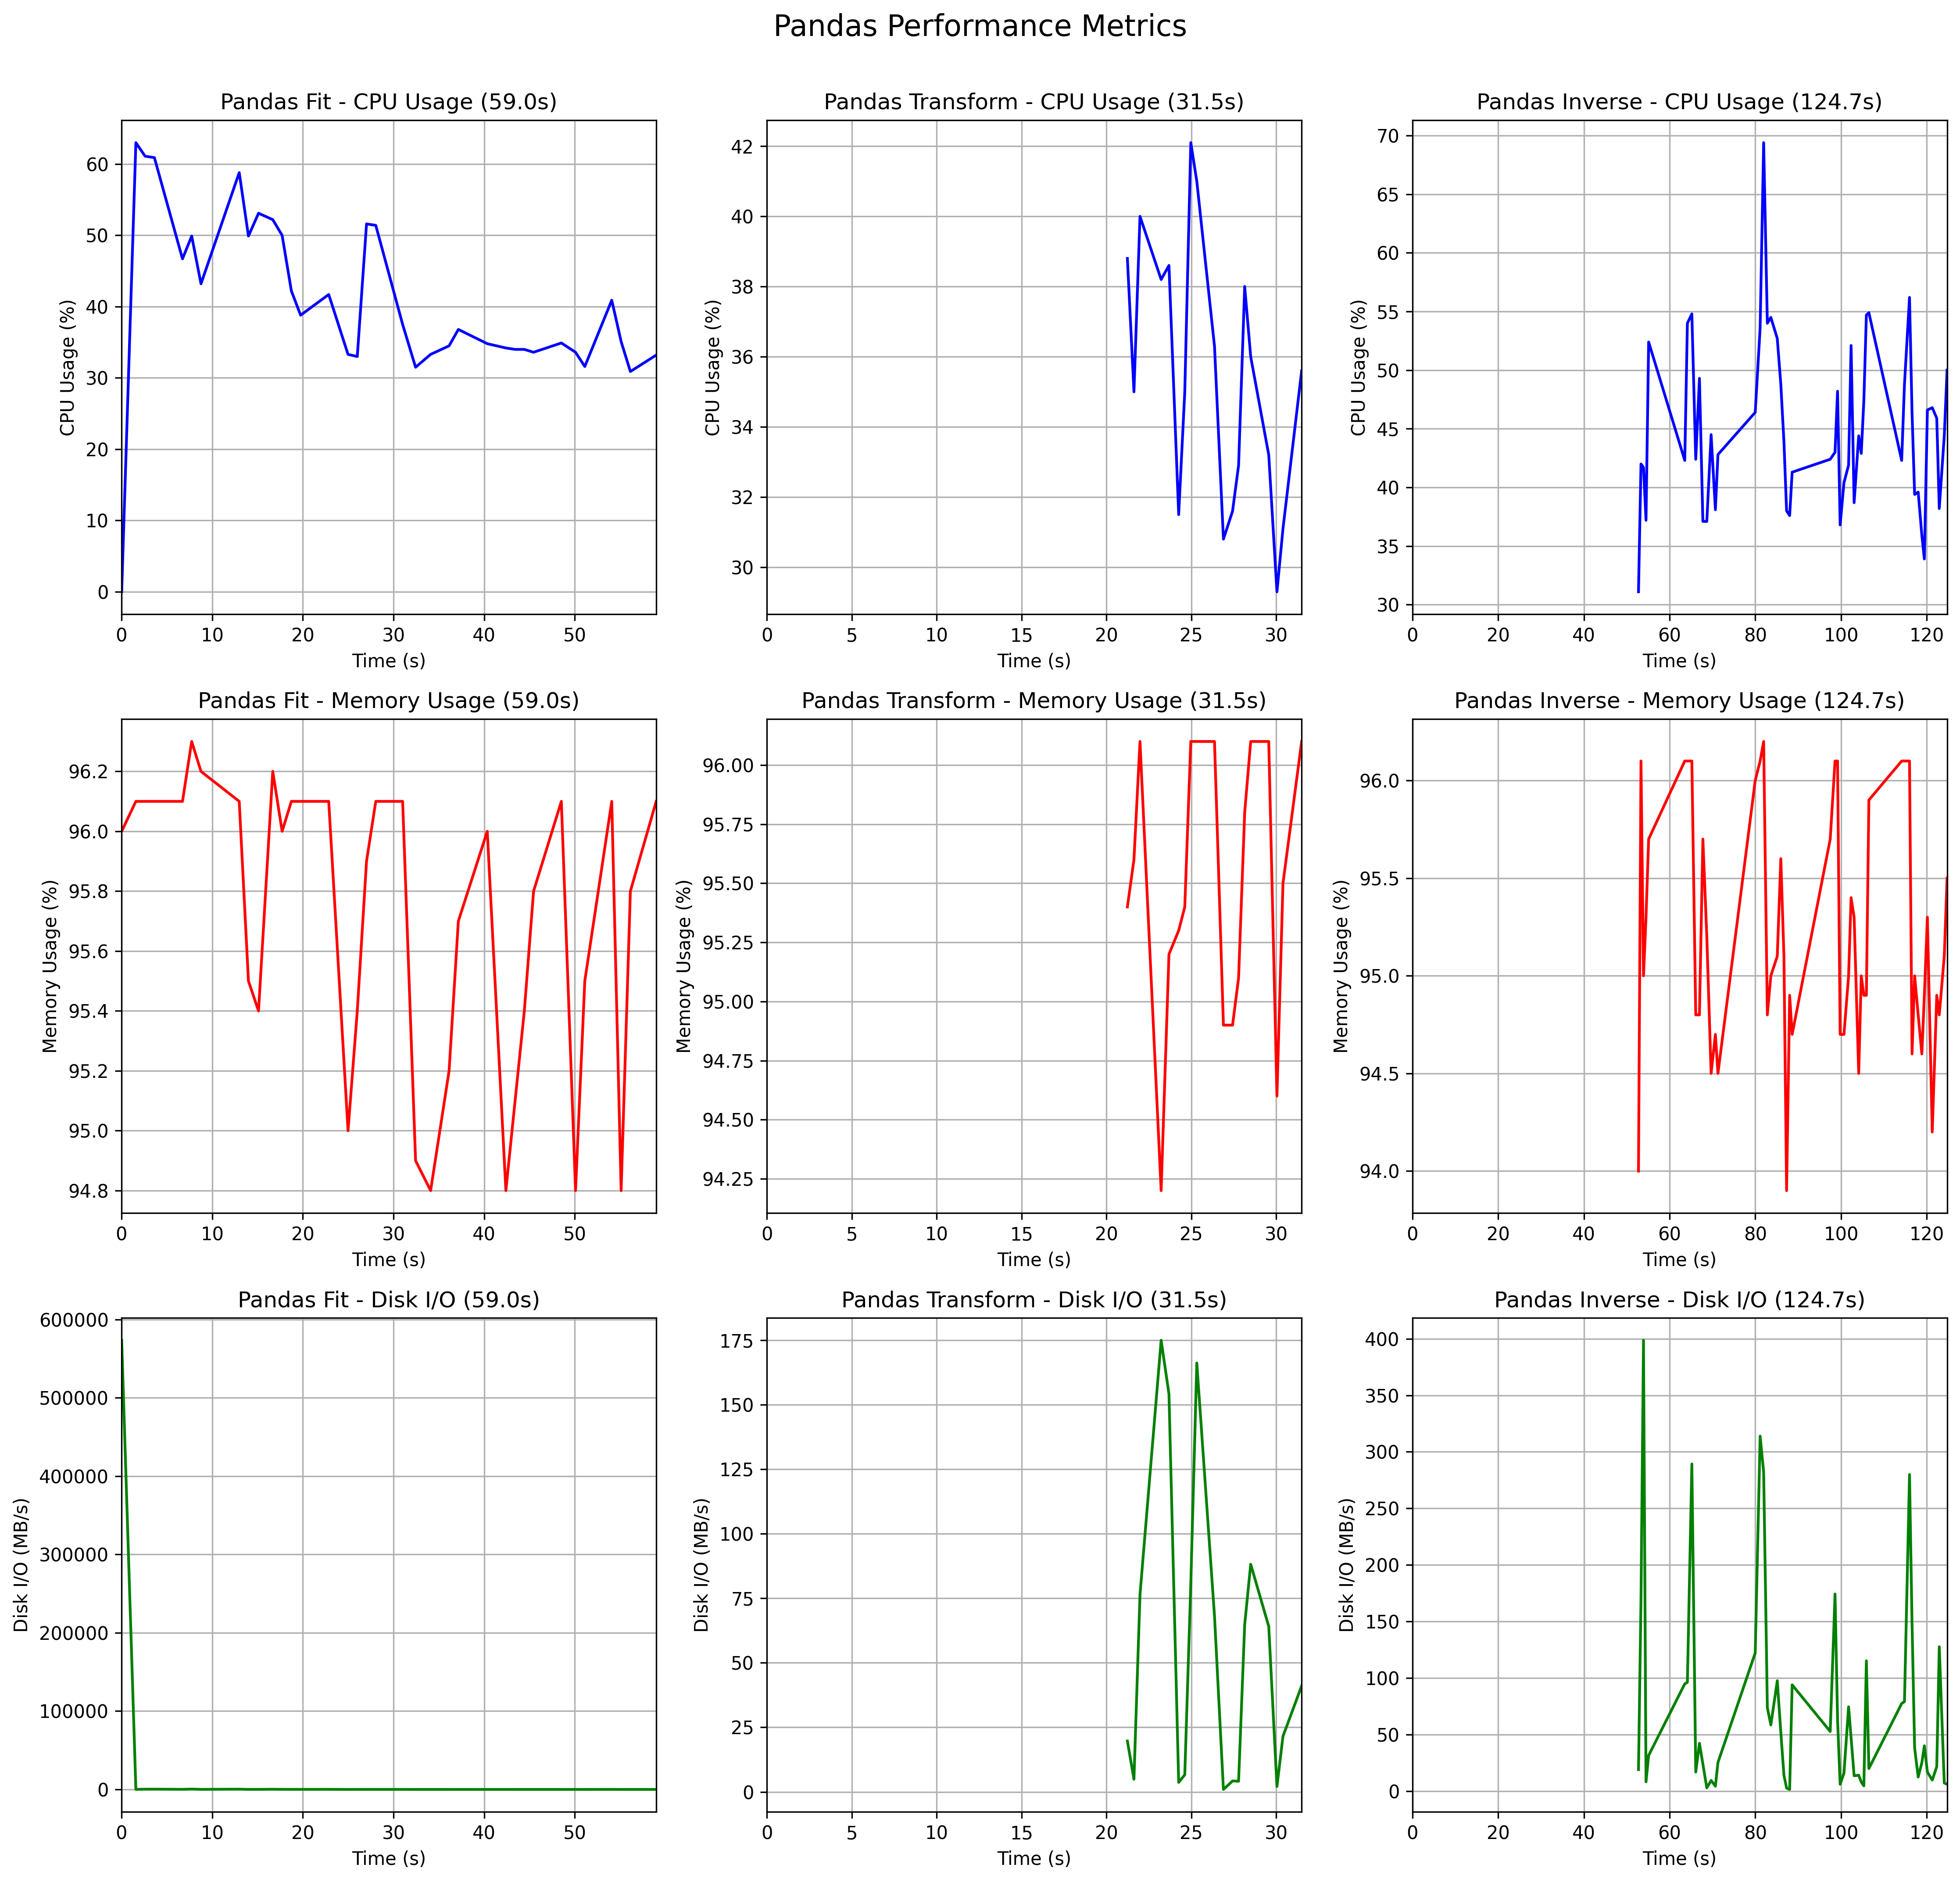 Pandas Performance Metrics
Pandas Fit - CPU Usage (59.0s)
CPU Usage (%)
60
50
40
30
20
10
0
0 10 20 30 40 50
Time (s)
Pandas Transform - CPU Usage (31.5s)
CPU Usage (%)
42
40
38
36
34
32
30
0 5 10 15 20 25 30
Time (s)
Pandas Inverse - CPU Usage (124.7s)
CPU Usage (%)
70
65
60
55
50
45
40
35
30
0 20 40 60 80 100 120
Time (s)
Pandas Fit - Memory Usage (59.0s)
Memory Usage (%)
96.2
96.0
95.8
95.6
95.4
95.2
95.0
94.8
0 10 20 30 40 50
Time (s)
Pandas Transform - Memory Usage (31.5s)
Memory Usage (%)
96.00
95.75
95.50
95.25
95.00
94.75
94.50
94.25
0 5 10 15 20 25 30
Time (s)
Pandas Inverse - Memory Usage (124.7s)
Memory Usage (%)
96.0
95.5
95.0
94.5
94.0
0 20 40 60 80 100 120
Time (s)
Pandas Fit - Disk I/O (59.0s)
Disk I/O (MB/s)
600000
500000
400000
300000
200000
100000
0
0 10 20 30 40 50
Time (s)
Pandas Transform - Disk I/O (31.5s)
Disk I/O (MB/s)
175
150
125
100
75
50
25
0
0 5 10 15 20 25 30
Time (s)
Pandas Inverse - Disk I/O (124.7s)
Disk I/O (MB/s)
400
350
300
250
200
150
100
50
0
0 20 40 60 80 100 120
Time (s)